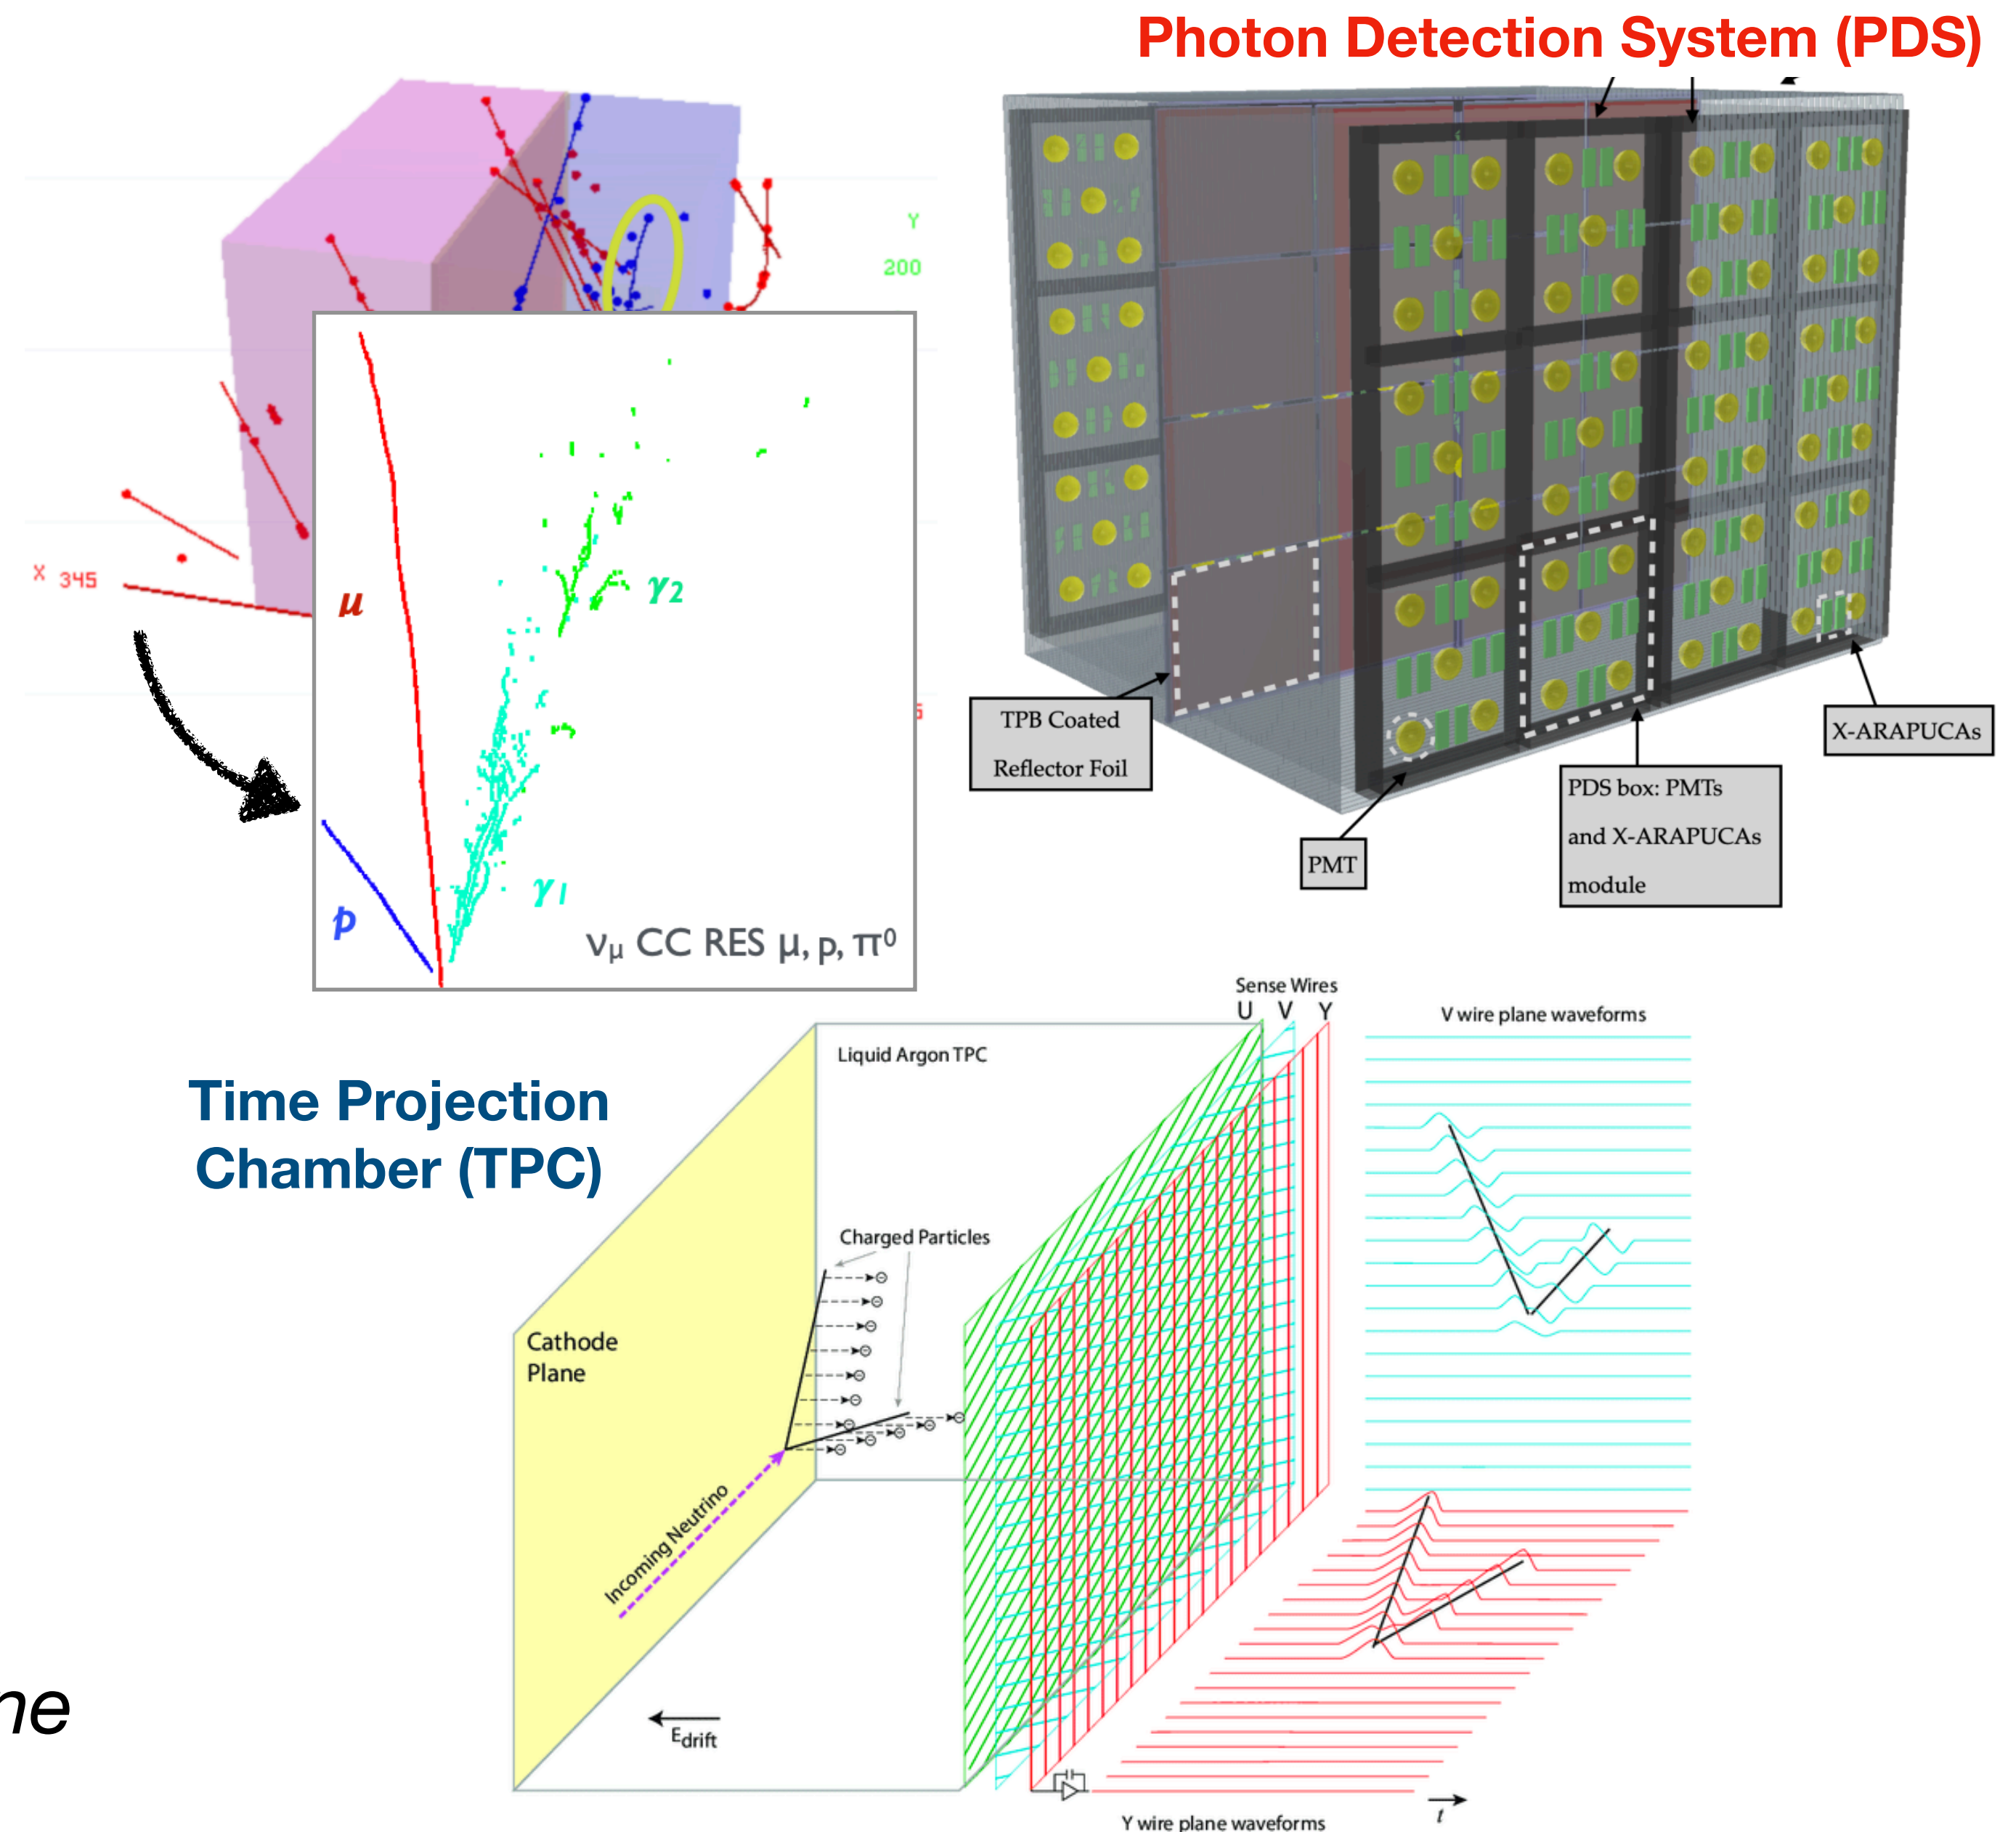 Photon Detection System (PDS)
Y
200
X 345
μ
γ2
γ1
p
νμ CC RES μ, p, π⁰
TPB Coated
Reflector Foil
X-ARAPUCAs
PDS box: PMTs
and X-ARAPUCAs
module
PMT
Time Projection
Chamber (TPC)
Sense Wires
U V Y
V wire plane waveforms
Liquid Argon TPC
Charged Particles
Cathode
Plane
Incoming Neutrino
Edrift
ne
t
Y wire plane waveforms